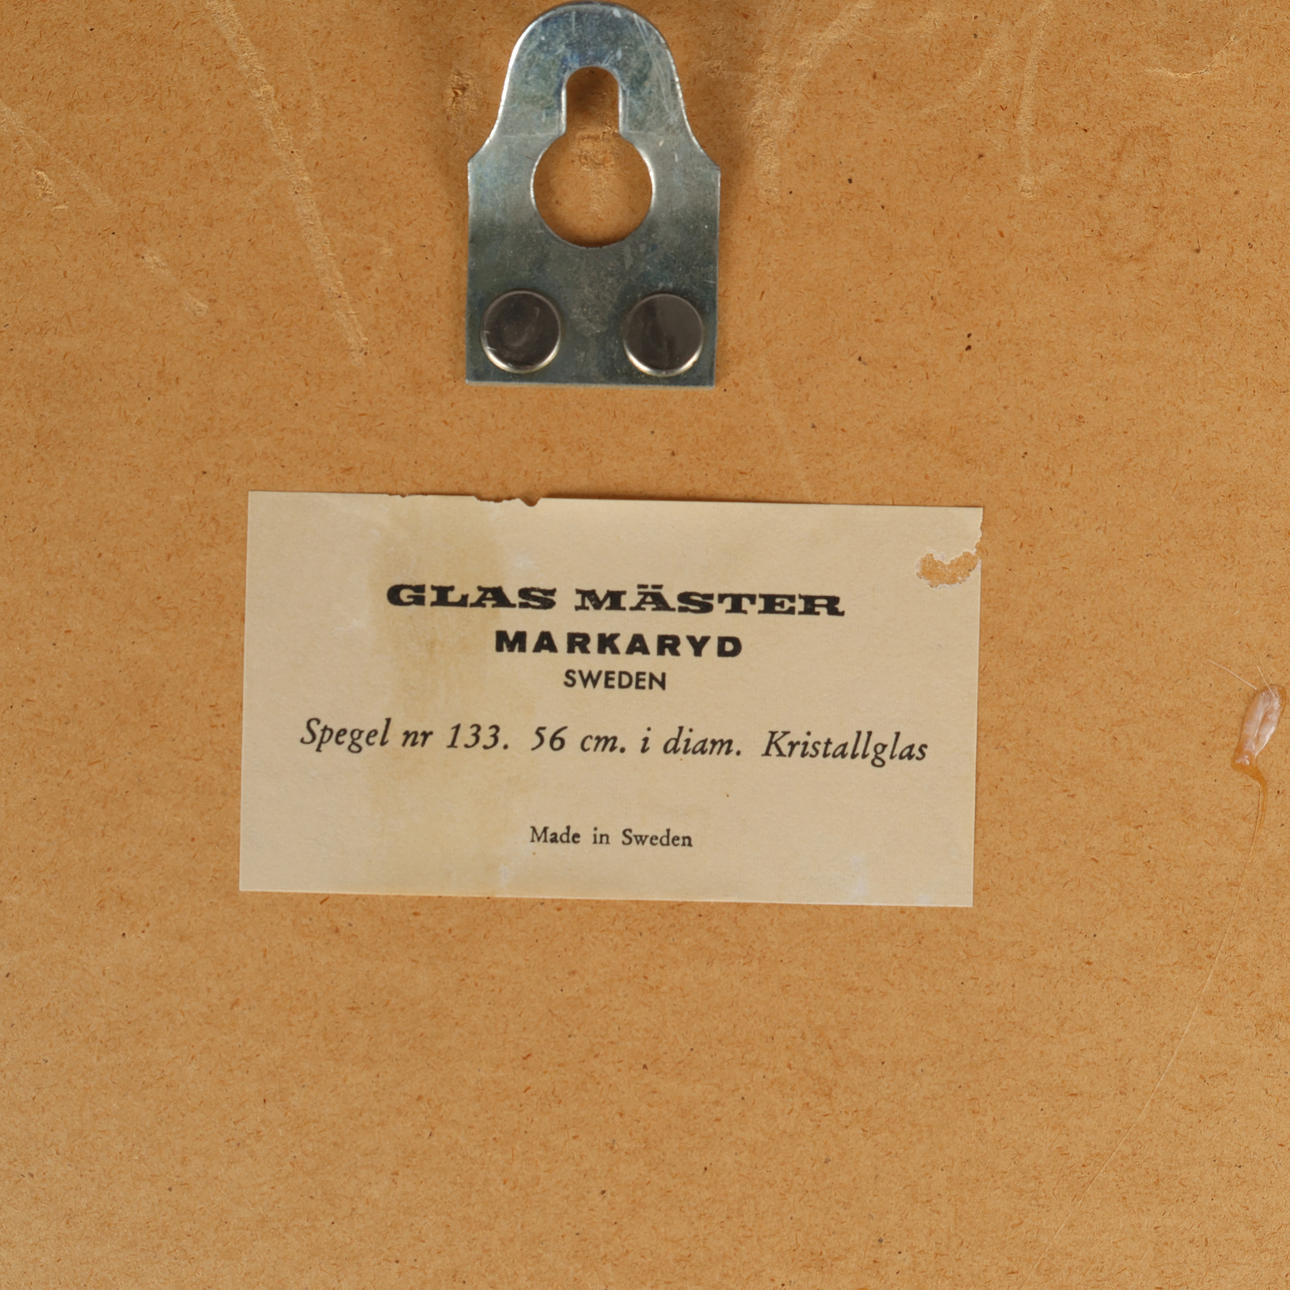 GLAS MÄSTER
MARKARYD
SWEDEN
Spegel nr 133. 56 cm. i diam. Kristallglas
Made in Sweden